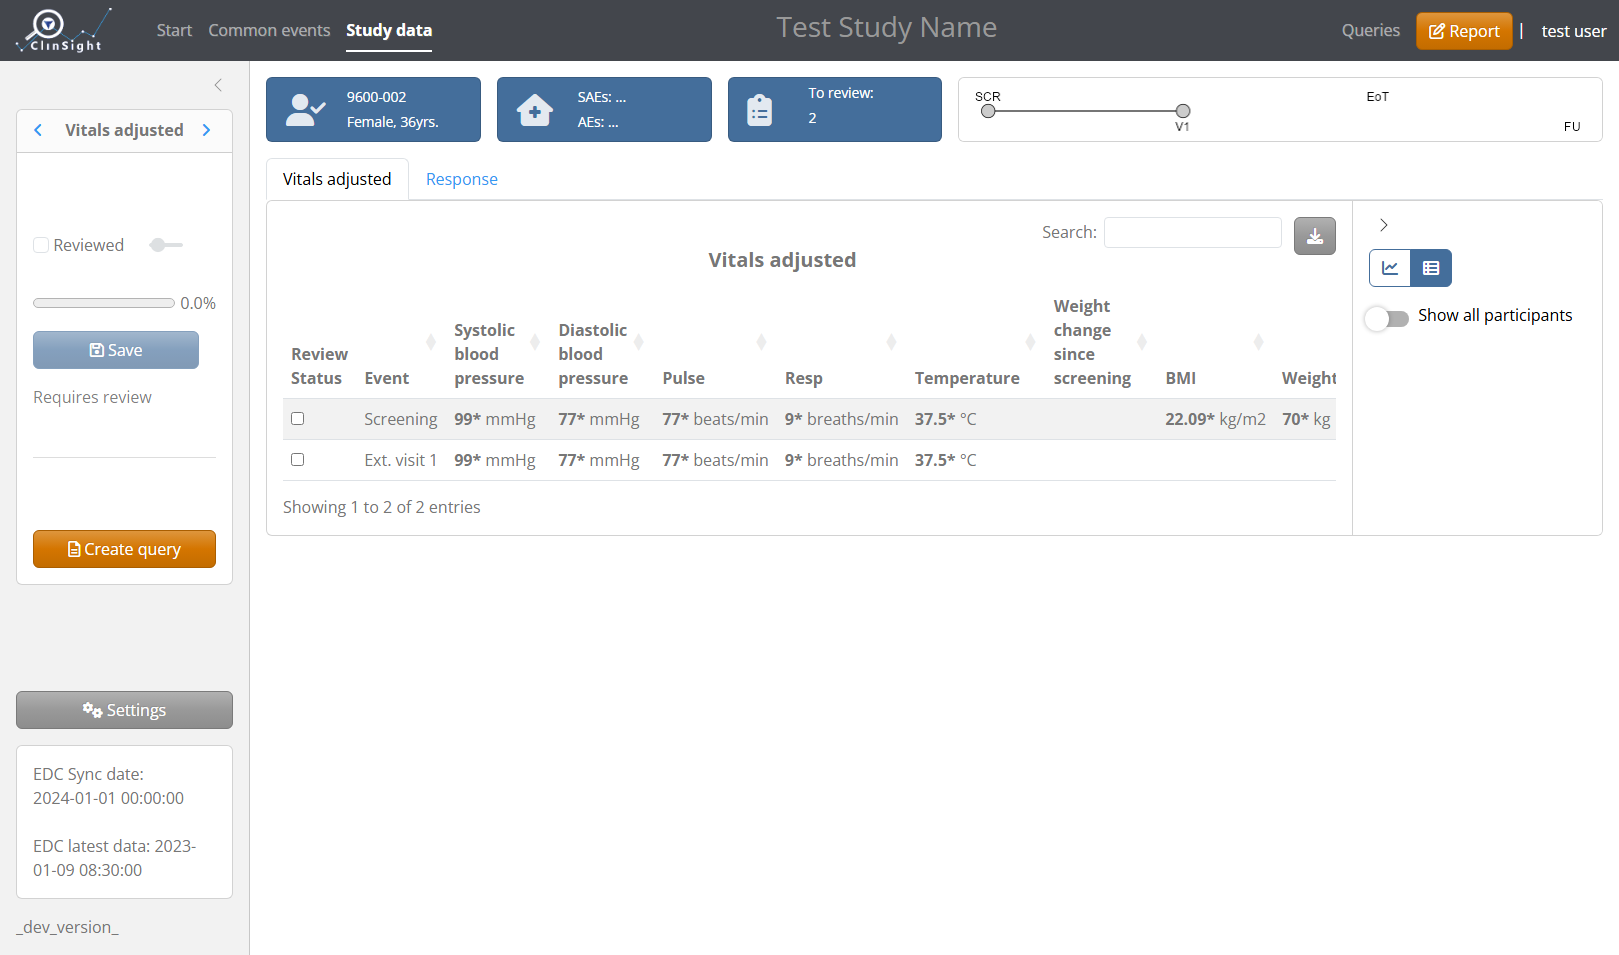 ClinSight
Start Common events Study data
Test Study Name
Queries Report | test user
Vitals adjusted
Reviewed
0.0%
Save
Requires review
Create query
Settings
EDC Sync date:
2024-01-01 00:00:00
EDC latest data: 2023-
01-09 08:30:00
_dev_version_
9600-002
Female, 36yrs.
SAEs: ...
AEs: ...
To review:
2
SCR
V1
EoT
FU
Vitals adjusted Response
Search:
Vitals adjusted
Review
Status
Event
Systolic
blood
pressure
Diastolic
blood
pressure
Pulse
Resp
Temperature
Weight
change
since
screening
BMI
Weight
Screening 99* mmHg 77* mmHg 77* beats/min 9* breaths/min 37.5* °C 22.09* kg/m2 70* kg
Ext. visit 1 99* mmHg 77* mmHg 77* beats/min 9* breaths/min 37.5* °C
Showing 1 to 2 of 2 entries
Show all participants